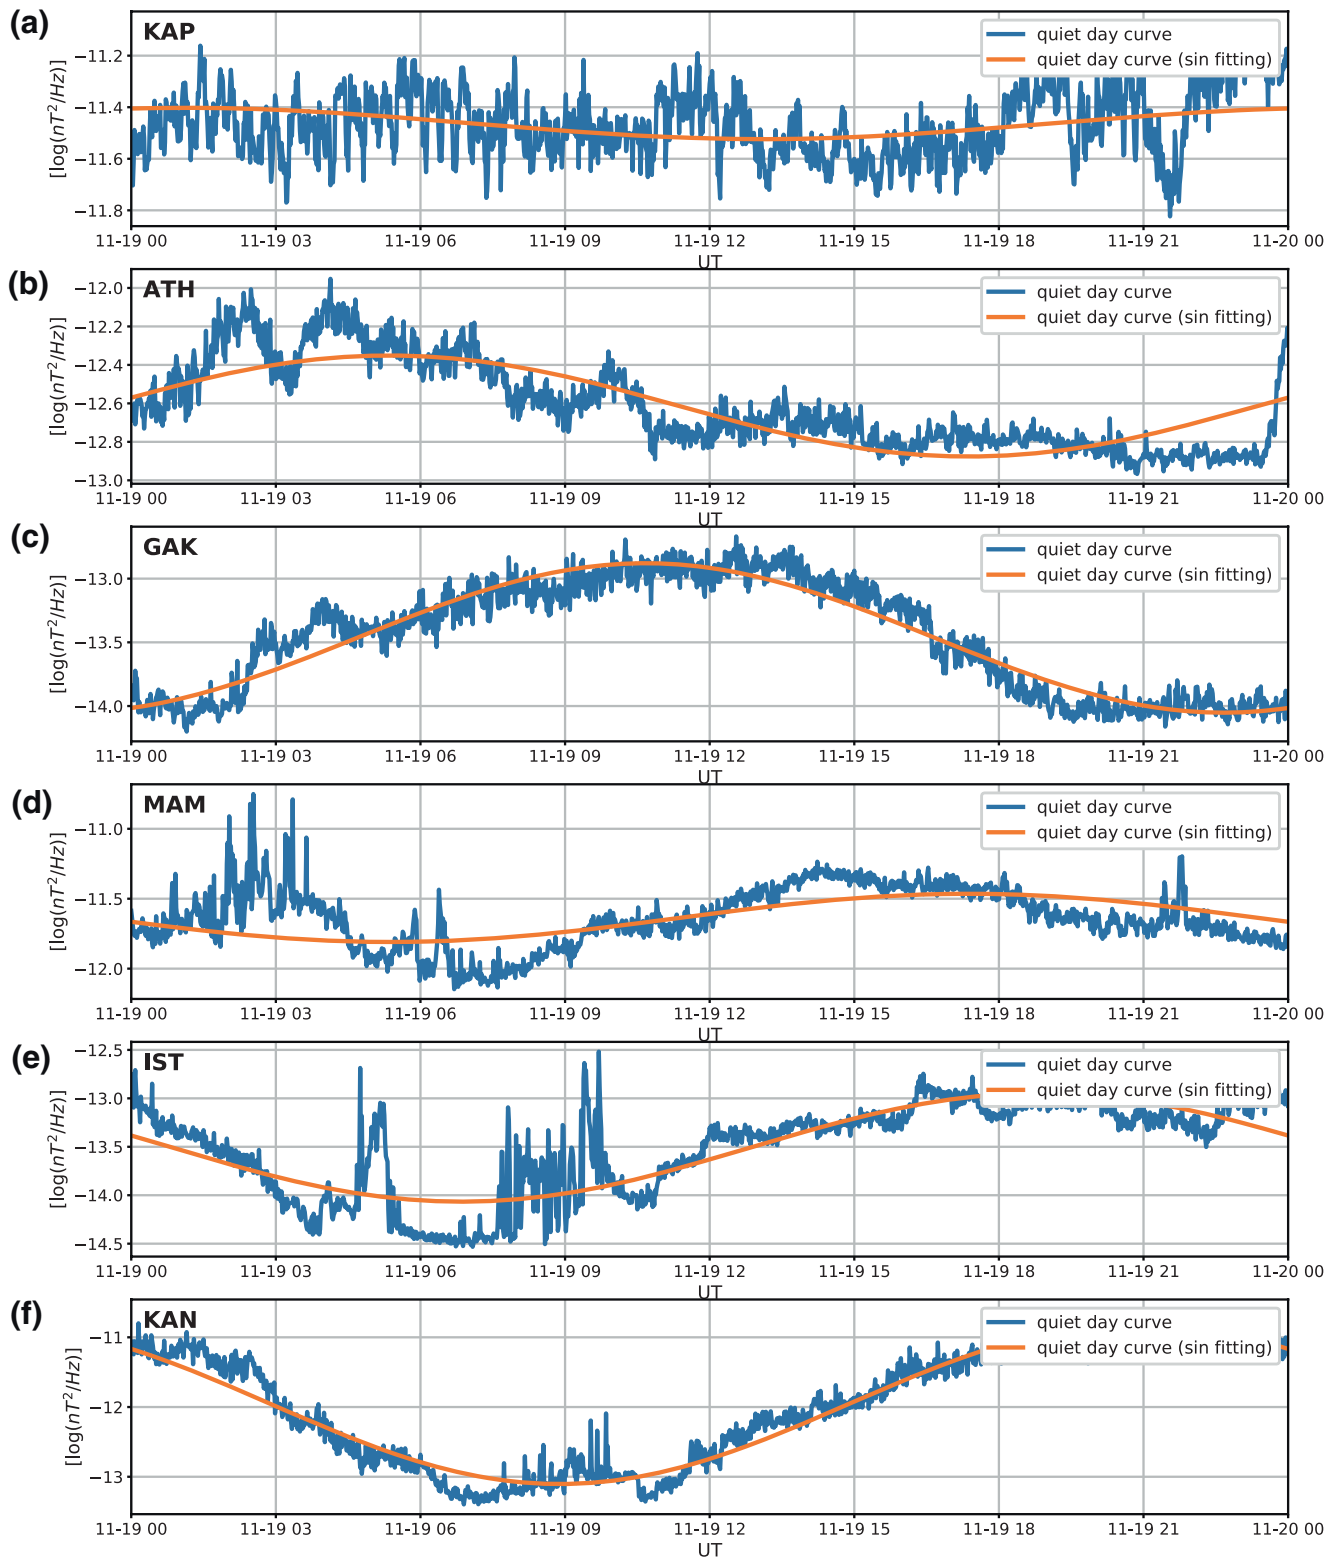 (a)
KAP
quiet day curve
quiet day curve (sin fitting)
[log(nT²/Hz)]
−11.2
−11.4
−11.6
−11.8
11-19 00 11-19 03 11-19 06 11-19 09 11-19 12 11-19 15 11-19 18 11-19 21 11-20 00
UT
(b)
ATH
quiet day curve
quiet day curve (sin fitting)
[log(nT²/Hz)]
−12.0
−12.2
−12.4
−12.6
−12.8
−13.0
11-19 00 11-19 03 11-19 06 11-19 09 11-19 12 11-19 15 11-19 18 11-19 21 11-20 00
UT
(c)
GAK
quiet day curve
quiet day curve (sin fitting)
[log(nT²/Hz)]
−13.0
−13.5
−14.0
11-19 00 11-19 03 11-19 06 11-19 09 11-19 12 11-19 15 11-19 18 11-19 21 11-20 00
UT
(d)
MAM
quiet day curve
quiet day curve (sin fitting)
[log(nT²/Hz)]
−11.0
−11.5
−12.0
11-19 00 11-19 03 11-19 06 11-19 09 11-19 12 11-19 15 11-19 18 11-19 21 11-20 00
UT
(e)
IST
quiet day curve
quiet day curve (sin fitting)
[log(nT²/Hz)]
−12.5
−13.0
−13.5
−14.0
−14.5
11-19 00 11-19 03 11-19 06 11-19 09 11-19 12 11-19 15 11-19 18 11-19 21 11-20 00
UT
(f)
KAN
quiet day curve
quiet day curve (sin fitting)
[log(nT²/Hz)]
−11
−12
−13
11-19 00 11-19 03 11-19 06 11-19 09 11-19 12 11-19 15 11-19 18 11-19 21 11-20 00
UT